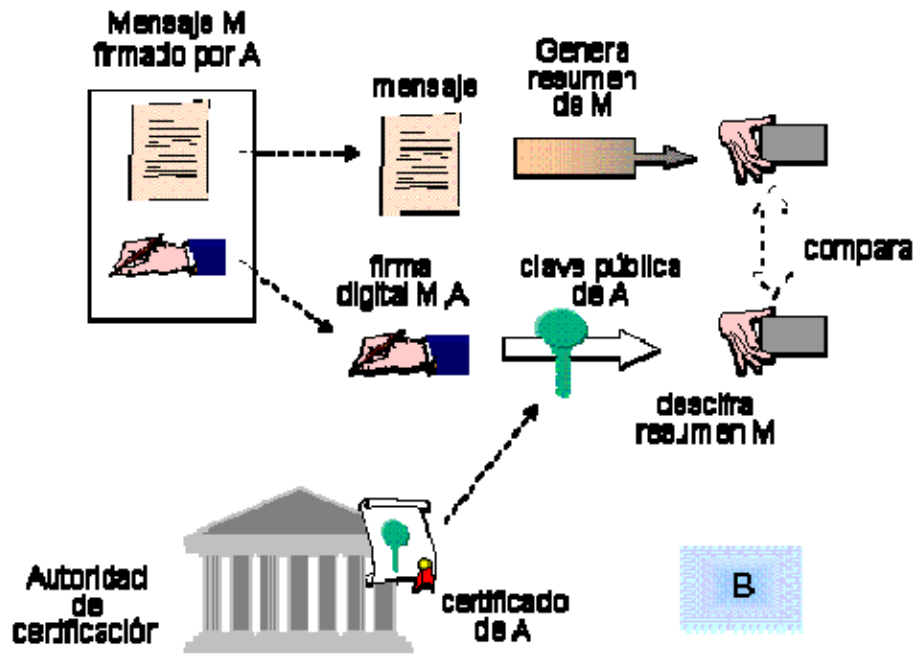 Mensaje M
firmado por A
mensaje
Genera
resumen
de M
compara
firma
digital M,A
clave pública
de A
descifra
resumen M
Autoridad
de
certificación
certificado
de A
B